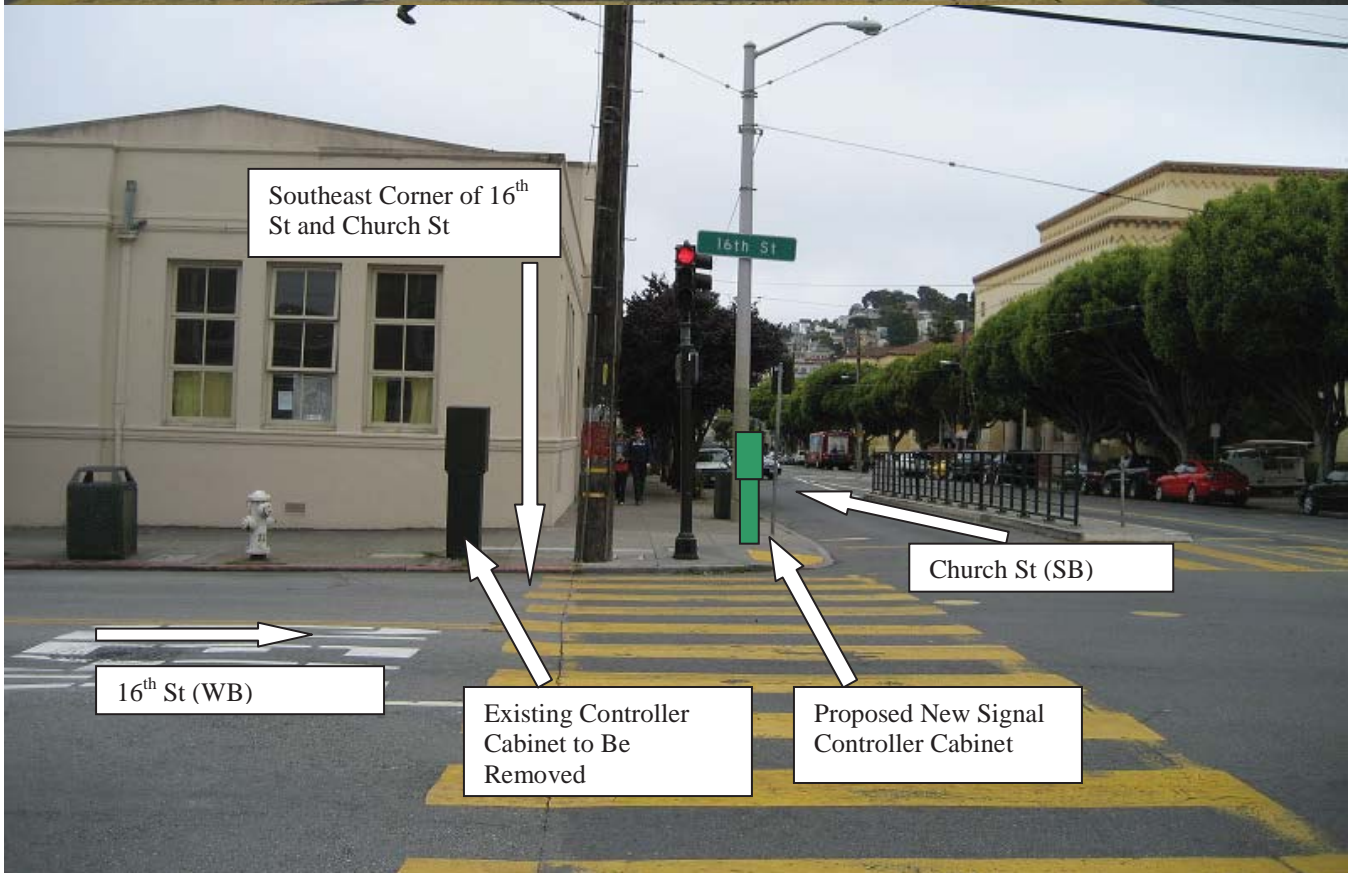 Southeast Corner of 16th
St and Church St
16th St
Church St (SB)
16th St (WB)
Existing Controller
Cabinet to Be
Removed
Proposed New Signal
Controller Cabinet